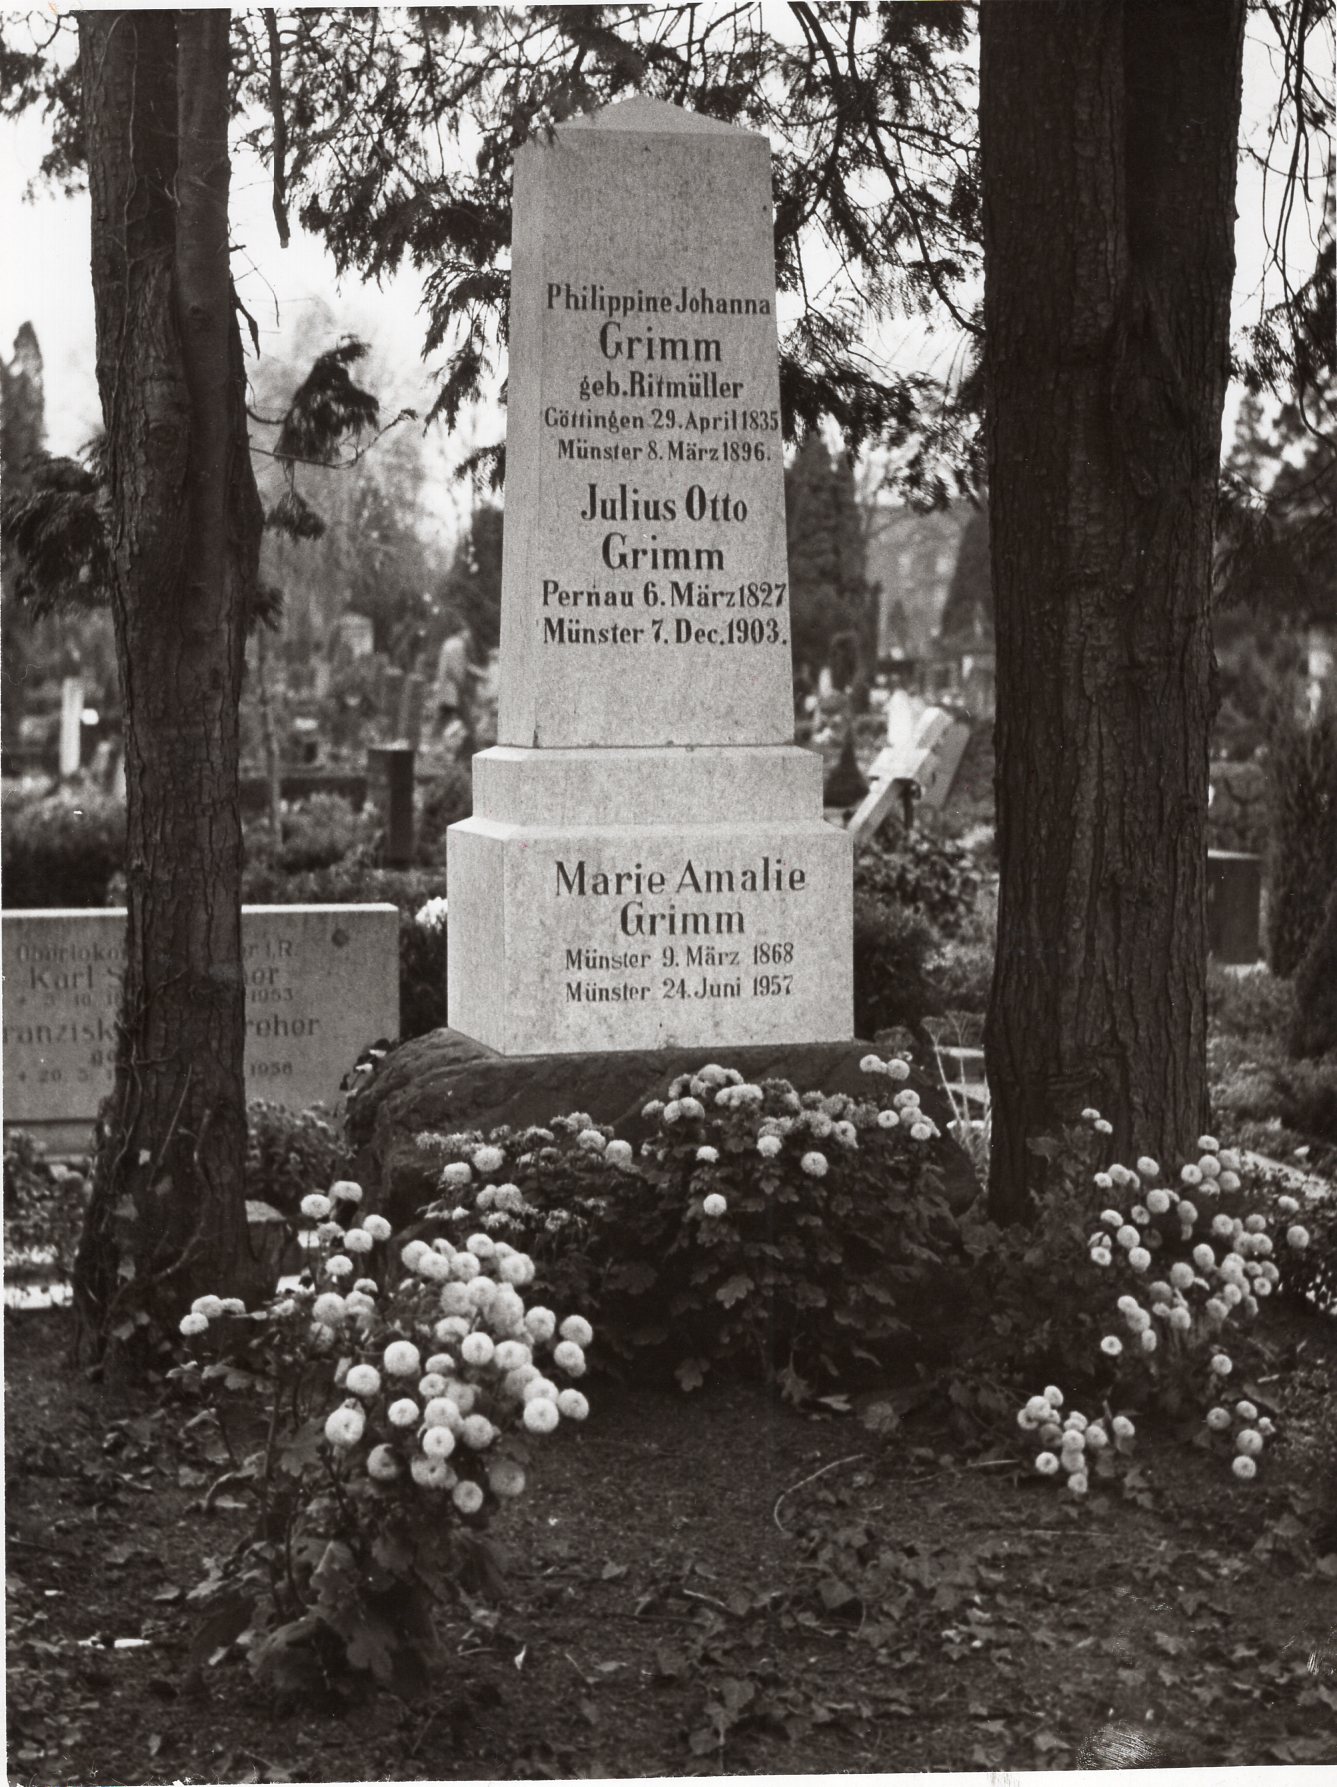 Philippine Johanna
Grimm
geb. Ritmüller
Göttingen 29. April 1835
Münster 8. März 1896.
Julius Otto
Grimm
Pernau 6. März 1827
Münster 7. Dec. 1903.
Marie Amalie
Grimm
Münster 9. März 1868
Münster 24. Juni 1957
i.R.
Karl
1953
1958